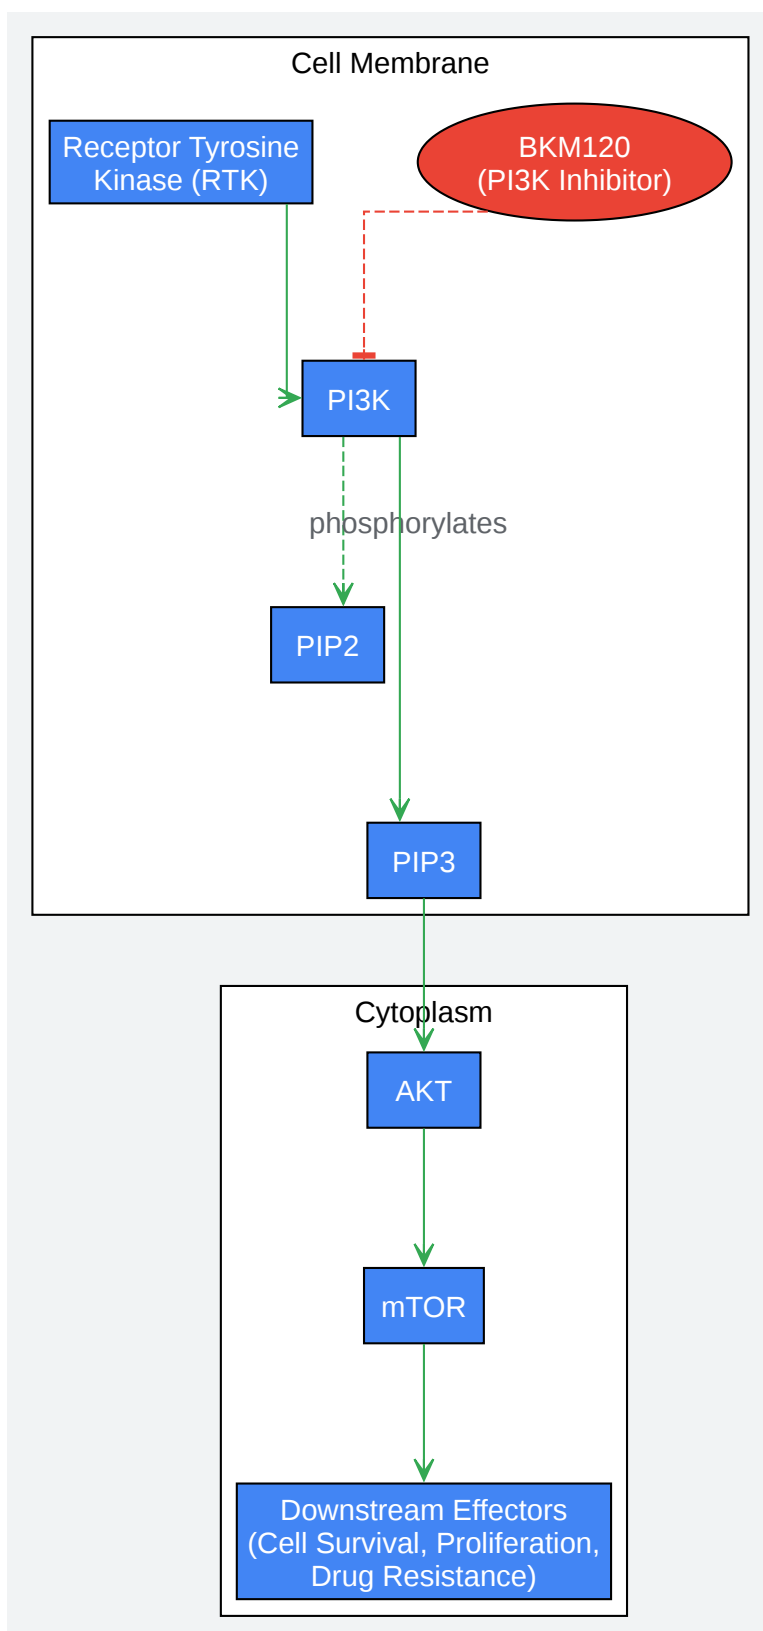 Cell Membrane
Receptor Tyrosine
Kinase (RTK)
BKM120
(PI3K Inhibitor)
PI3K
phosphorylates
PIP2
PIP3
Cytoplasm
AKT
mTOR
Downstream Effectors
(Cell Survival, Proliferation,
Drug Resistance)